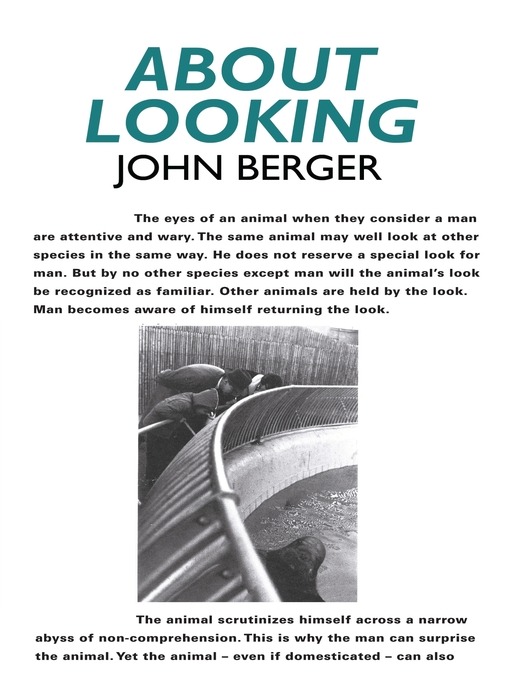 ABOUT
LOOKING
JOHN BERGER
The eyes of an animal when they consider a man
are attentive and wary. The same animal may well look at other
species in the same way. He does not reserve a special look for
man. But by no other species except man will the animal's look
be recognized as familiar. Other animals are held by the look.
Man becomes aware of himself returning the look.
The animal scrutinizes himself across a narrow
abyss of non-comprehension. This is why the man can surprise
the animal. Yet the animal – even if domesticated – can also